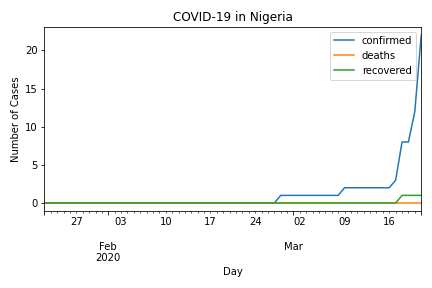 COVID-19 in Nigeria
confirmed
deaths
recovered
Number of Cases
20
15
10
5
0
27 03 10 17 24 02 09 16
Feb Mar
2020
Day